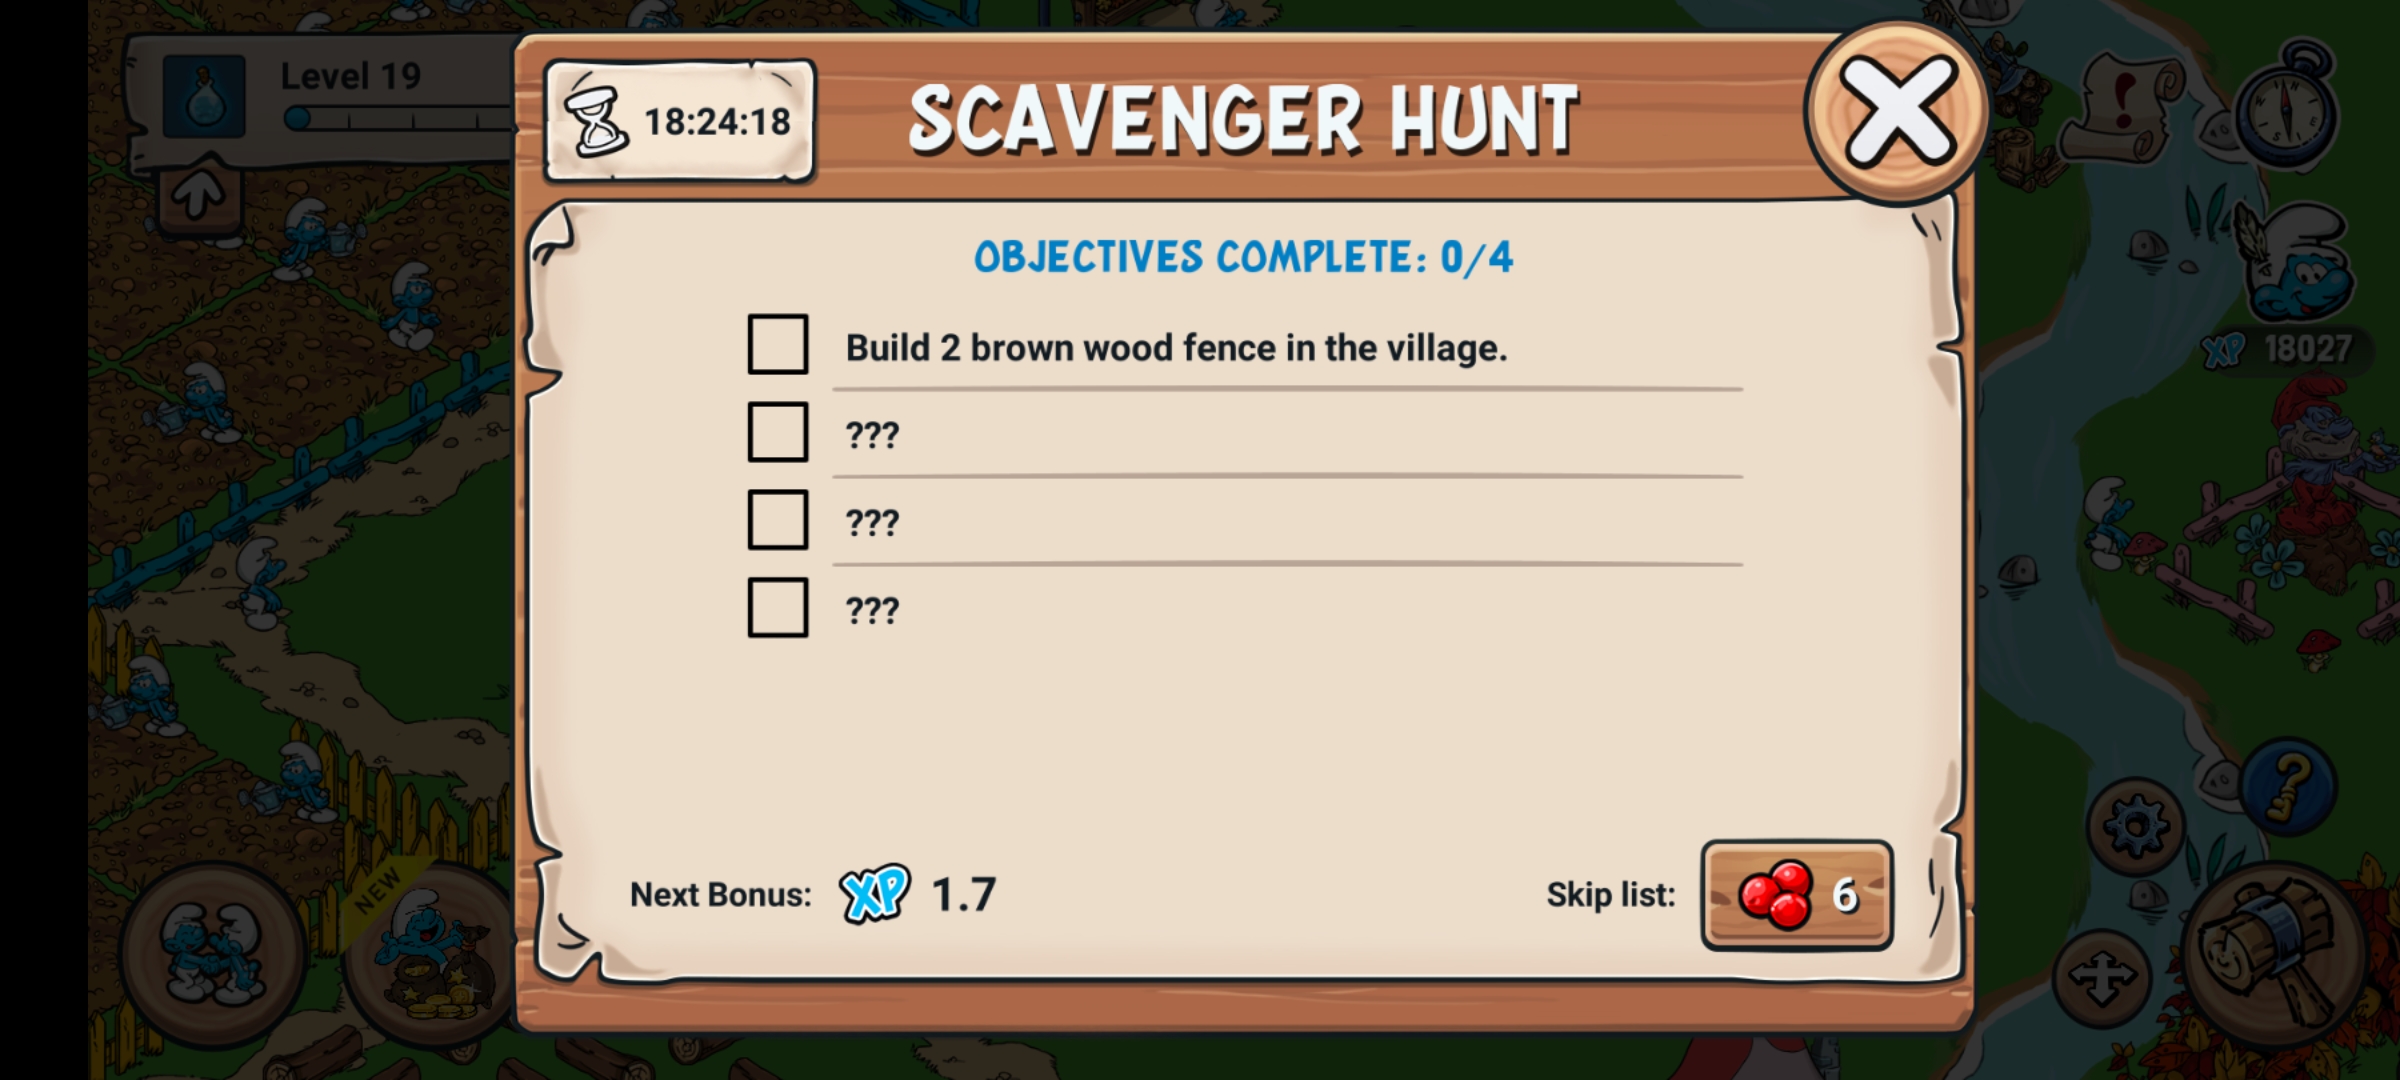 Level 19
18:24:18
SCAVENGER HUNT
OBJECTIVES COMPLETE: 0/4
Build 2 brown wood fence in the village.
???
???
???
XP 18027
NEW
Next Bonus: XP 1.7
Skip list: 6